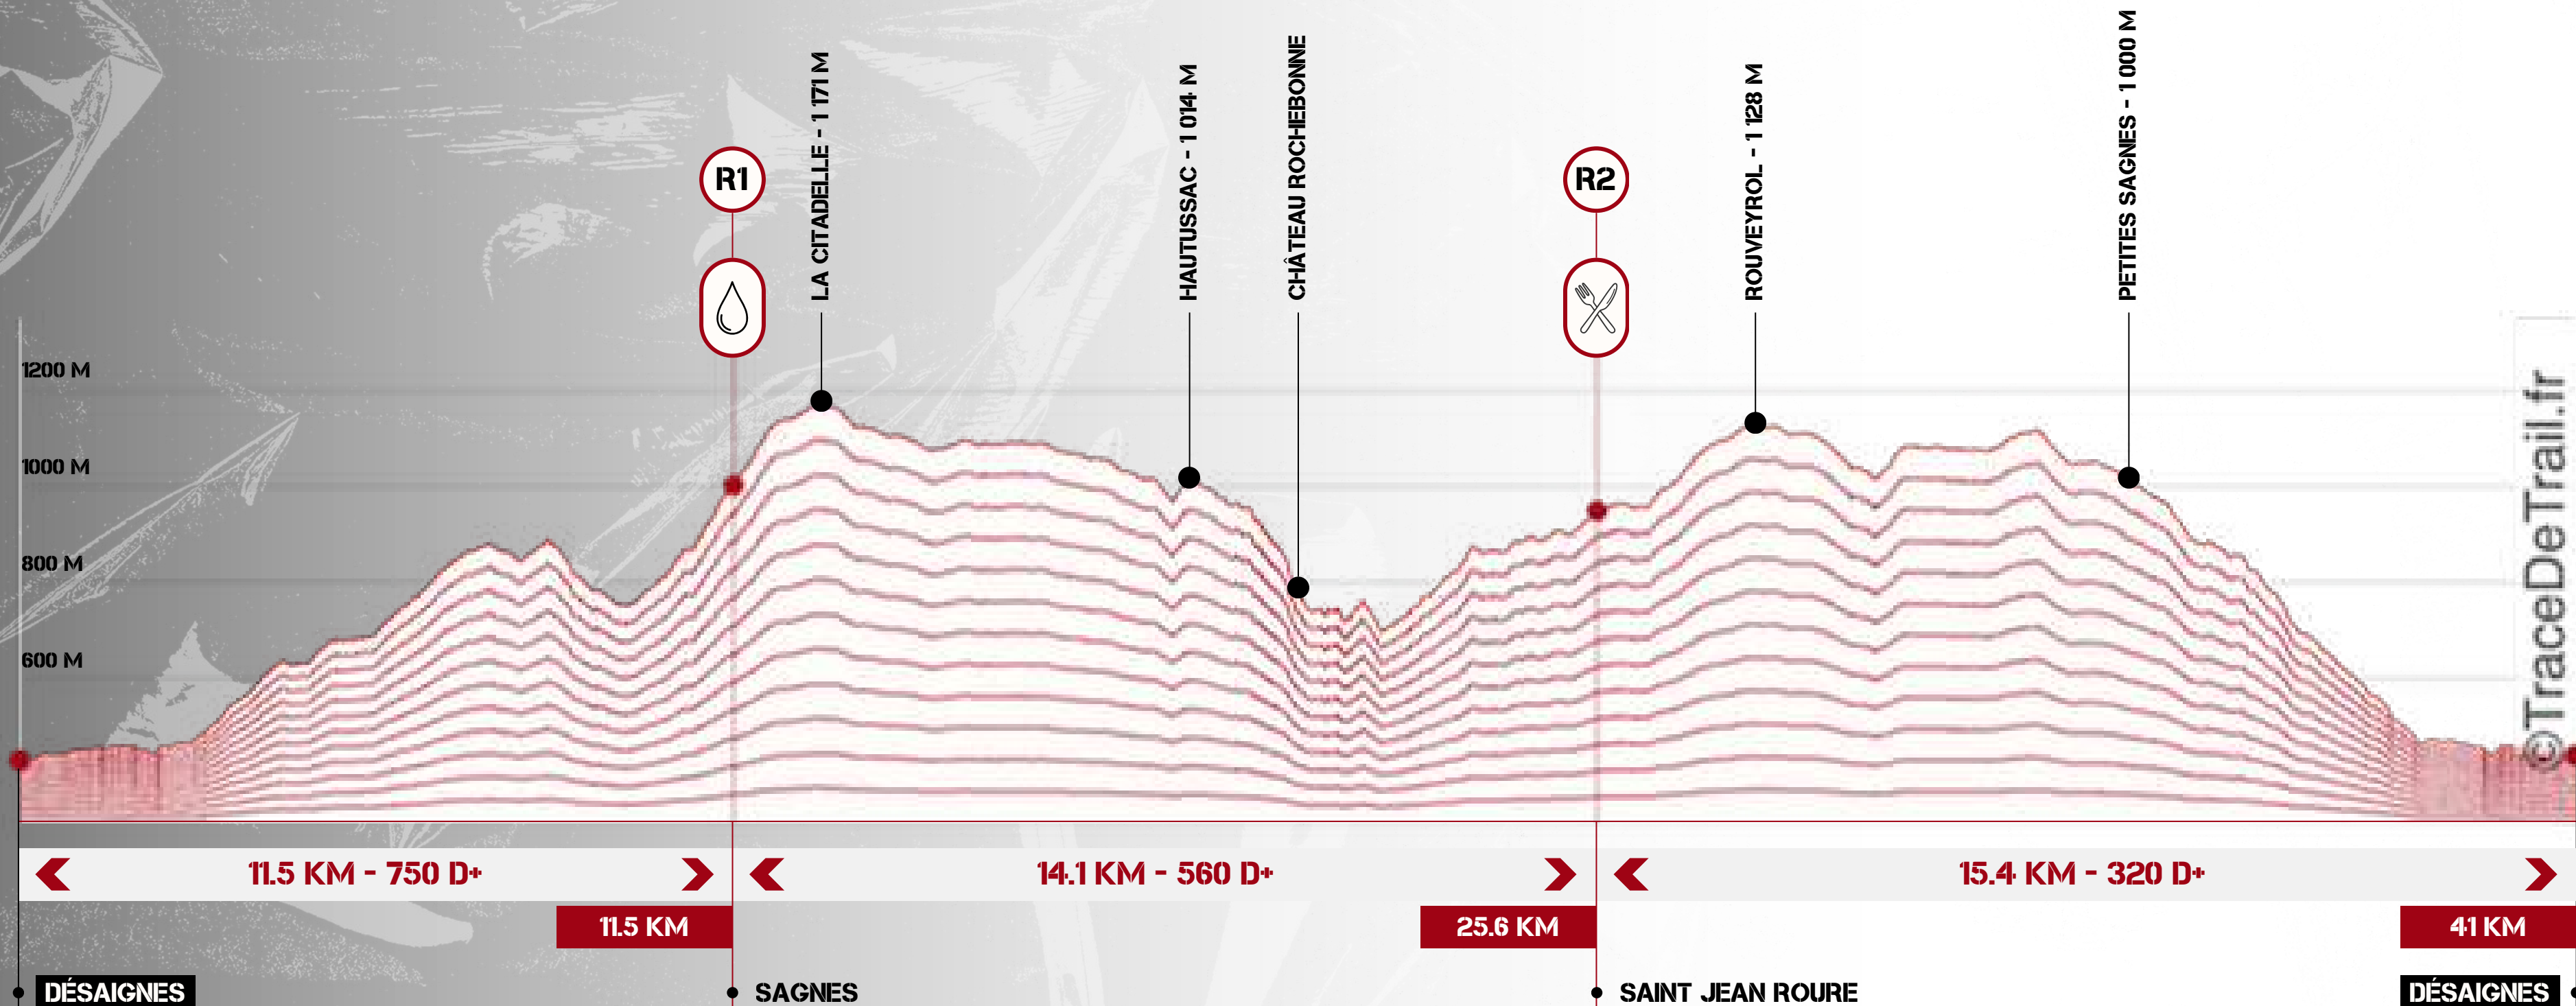 LA CITADELLE - 1 171 M
HAUTUSSAC - 1 014 M
CHÂTEAU ROCHEBONNE
ROUVEYROL - 1 128 M
PETITES SAGNES - 1 000 M
R1
R2
1200 M
1000 M
800 M
600 M
©TraceDeTrail.fr
11.5 KM - 750 D+
14.1 KM - 560 D+
15.4 KM - 320 D+
11.5 KM
25.6 KM
41 KM
DÉSAIGNES
SAGNES
SAINT JEAN ROURE
DÉSAIGNES